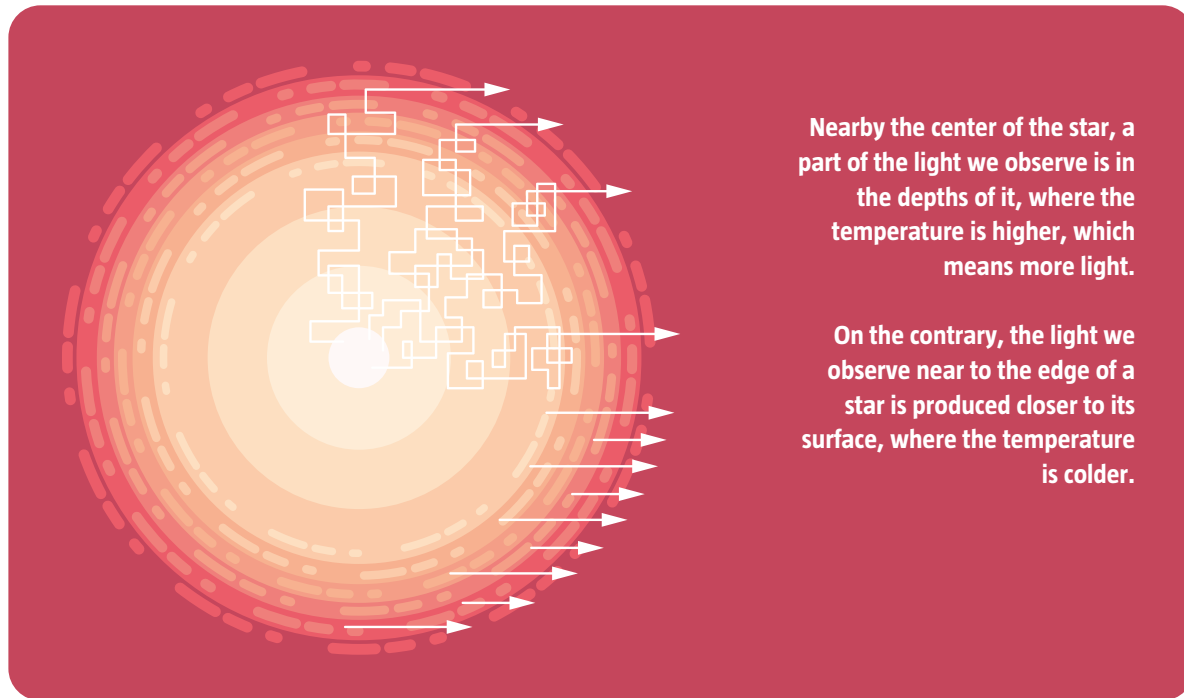 Nearby the center of the star, a
part of the light we observe is in
the depths of it, where the
temperature is higher, which
means more light.
On the contrary, the light we
observe near to the edge of a
star is produced closer to its
surface, where the temperature
is colder.